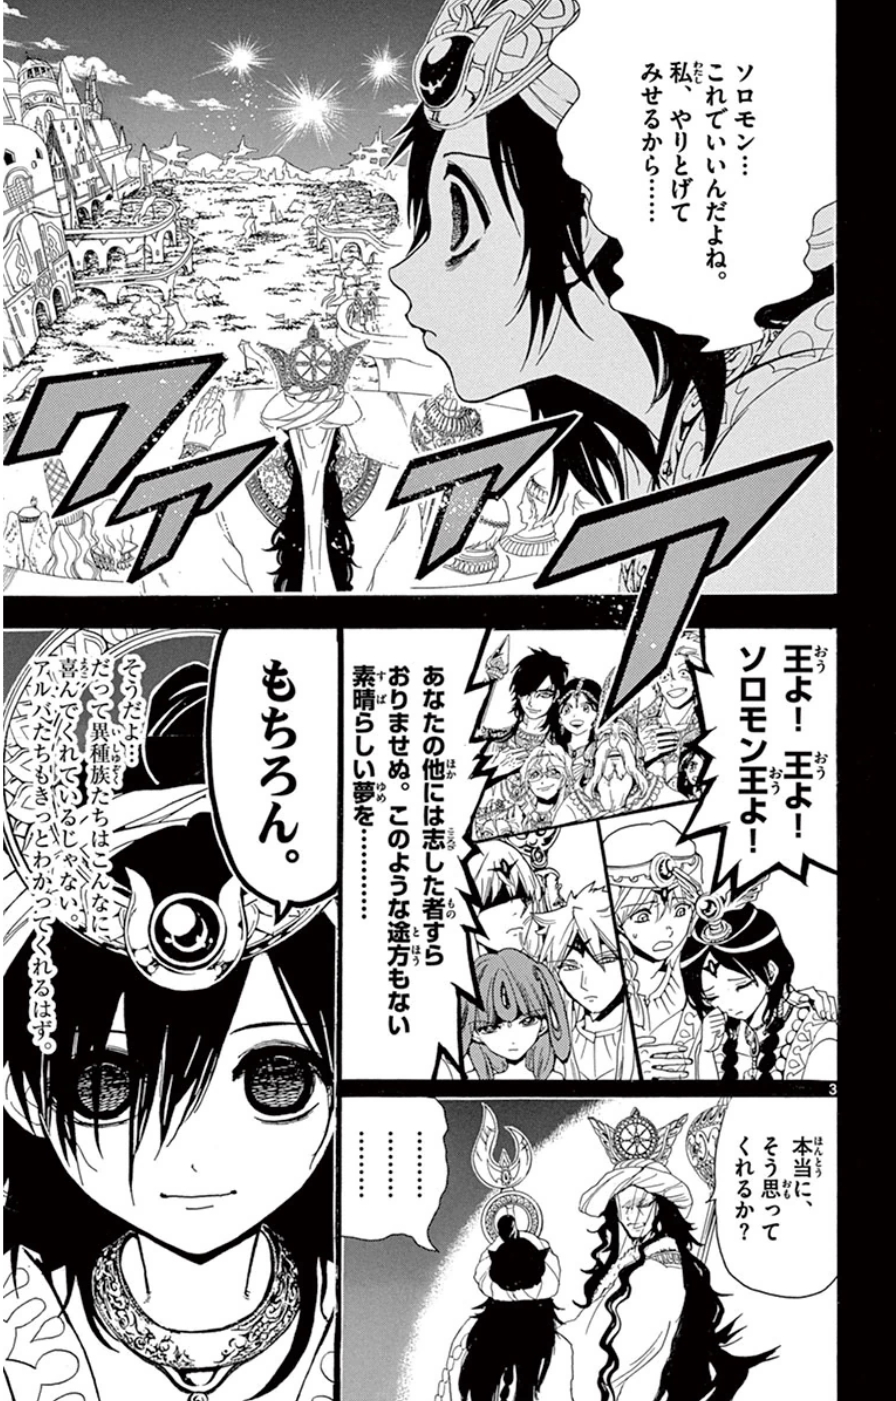 ソロモン…
これでいいんだよね。
私、やりとげて
みせるから……
ワァァァ
王よ！ 王よ！
ソロモン王よ！
あなたの他には志した者すら
おりませぬ。このような途方もない
素晴らしい夢を…………
3
本当に、
そう思って
くれるか？
………
………
………
もちろん。
そうだよ…
だって異種族たちはこんなに
喜んでくれているじゃない。
アルバたちもきっとわかってくれるはず。